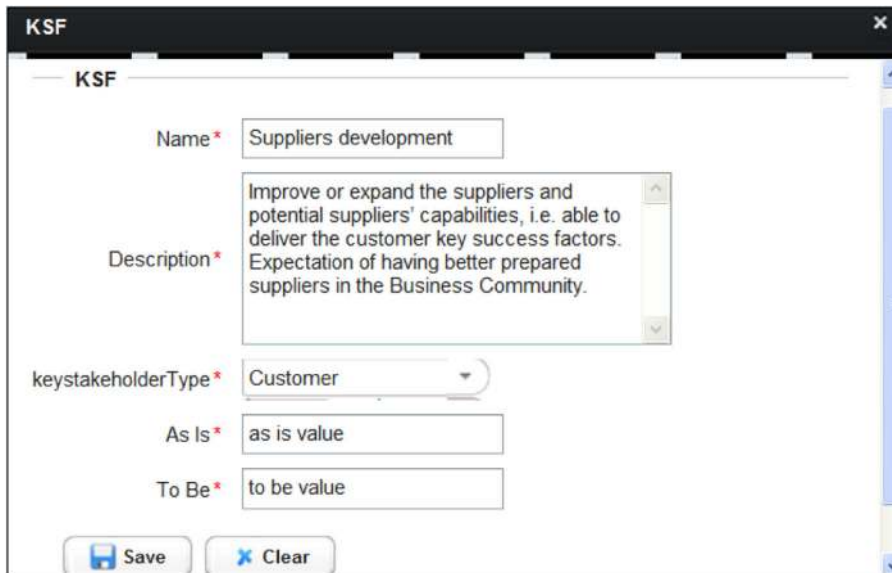 KSF
KSF
Name*
Suppliers development
Description*
Improve or expand the suppliers and
potential suppliers’ capabilities, i.e. able to
deliver the customer key success factors.
Expectation of having better prepared
suppliers in the Business Community.
keystakeholderType*
Customer
As Is*
as is value
To Be*
to be value
Save
Clear